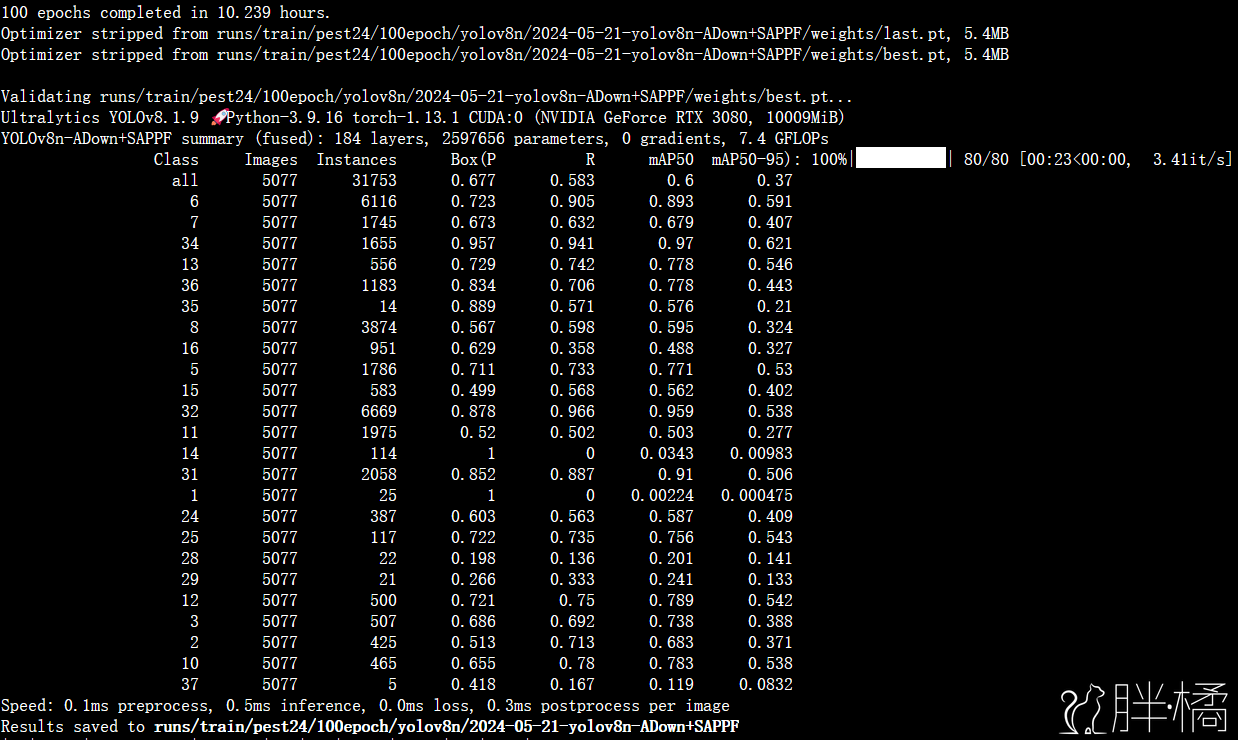 100 epochs completed in 10.239 hours.
Optimizer stripped from runs/train/pest24/100epoch/yolov8n/2024-05-21-yolov8n-ADown+SAPPF/weights/last.pt, 5.4MB
Optimizer stripped from runs/train/pest24/100epoch/yolov8n/2024-05-21-yolov8n-ADown+SAPPF/weights/best.pt, 5.4MB
Validating runs/train/pest24/100epoch/yolov8n/2024-05-21-yolov8n-ADown+SAPPF/weights/best.pt...
Ultralytics YOLOv8.1.9 🚀Python-3.9.16 torch-1.13.1 CUDA:0 (NVIDIA GeForce RTX 3080, 10009MiB)
YOLOv8n-ADown+SAPPF summary (fused): 184 layers, 2597656 parameters, 0 gradients, 7.4 GFLOPs
Class Images Instances Box(P R mAP50 mAP50-95): 100%|██████████| 80/80 [00:23<00:00, 3.41it/s]
all 5077 31753 0.677 0.583 0.6 0.37
6 5077 6116 0.723 0.905 0.893 0.591
7 5077 1745 0.673 0.632 0.679 0.407
34 5077 1655 0.957 0.941 0.97 0.621
13 5077 556 0.729 0.742 0.778 0.546
36 5077 1183 0.834 0.706 0.778 0.443
35 5077 14 0.889 0.571 0.576 0.21
8 5077 3874 0.567 0.598 0.595 0.324
16 5077 951 0.629 0.358 0.488 0.327
5 5077 1786 0.711 0.733 0.771 0.53
15 5077 583 0.499 0.568 0.562 0.402
32 5077 6669 0.878 0.966 0.959 0.538
11 5077 1975 0.52 0.502 0.503 0.277
14 5077 114 1 0 0.0343 0.00983
31 5077 2058 0.852 0.887 0.91 0.506
1 5077 25 1 0 0.00224 0.000475
24 5077 387 0.603 0.563 0.587 0.409
25 5077 117 0.722 0.735 0.756 0.543
28 5077 22 0.198 0.136 0.201 0.141
29 5077 21 0.266 0.333 0.241 0.133
12 5077 500 0.721 0.75 0.789 0.542
3 5077 507 0.686 0.692 0.738 0.388
2 5077 425 0.513 0.713 0.683 0.371
10 5077 465 0.655 0.78 0.783 0.538
37 5077 5 0.418 0.167 0.119 0.0832
Speed: 0.1ms preprocess, 0.5ms inference, 0.0ms loss, 0.3ms postprocess per image
Results saved to runs/train/pest24/100epoch/yolov8n/2024-05-21-yolov8n-ADown+SAPPF
胖·橘